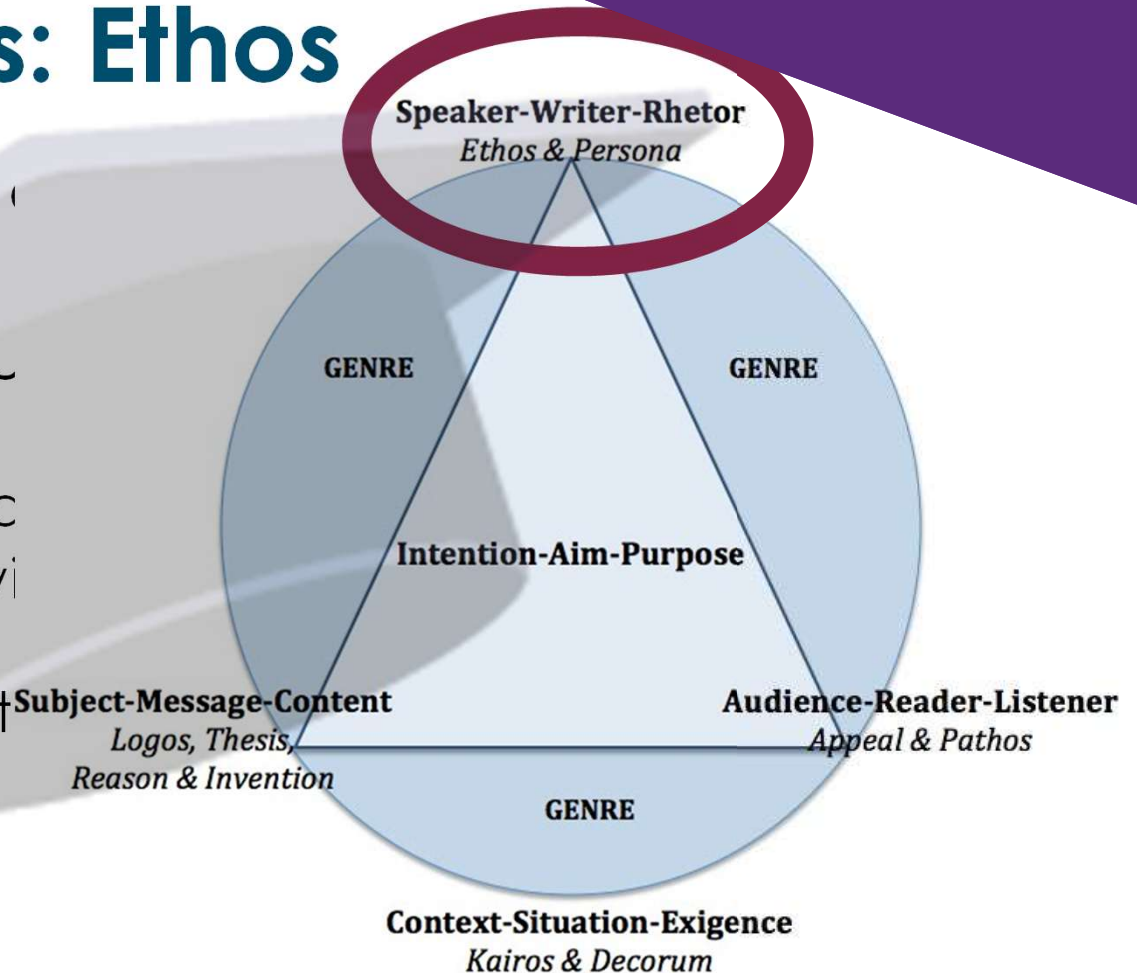 s: Ethos
Speaker-Writer-Rhetor
Ethos & Persona
GENRE
GENRE
Intention-Aim-Purpose
Subject-Message-Content
Logos, Thesis,
Reason & Invention
Audience-Reader-Listener
Appeal & Pathos
GENRE
Context-Situation-Exigence
Kairos & Decorum